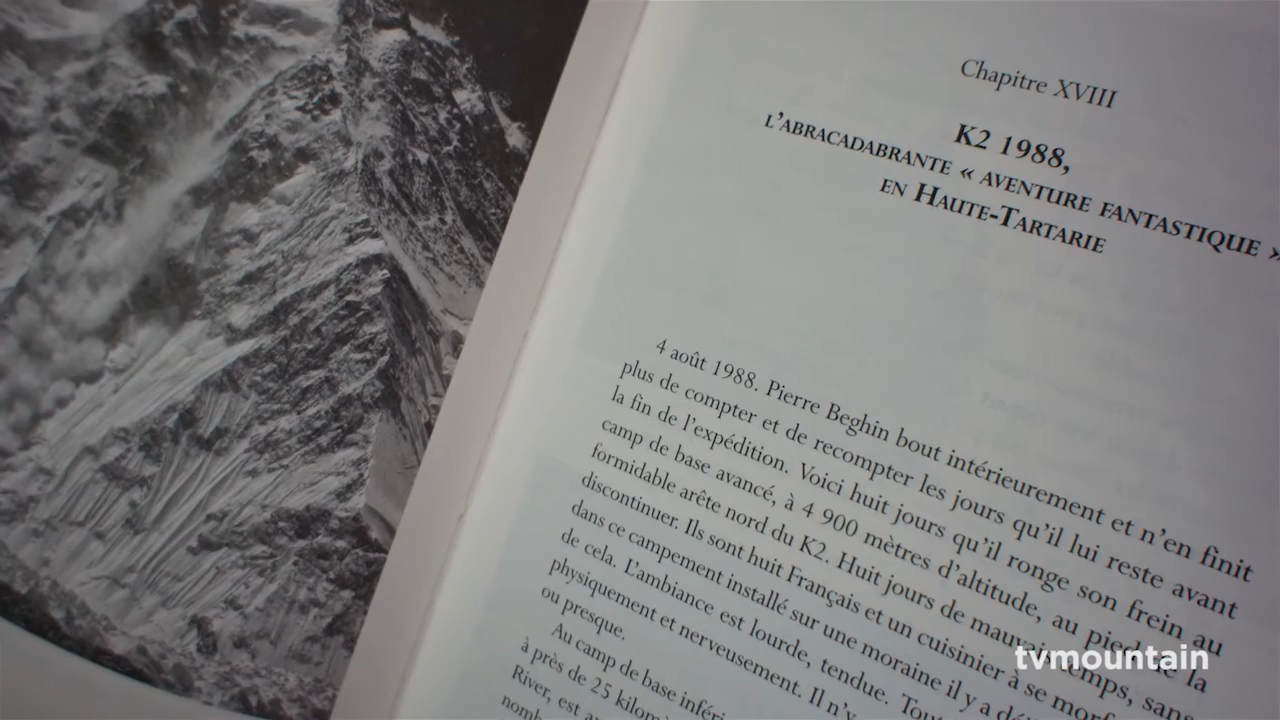 Chapitre XVIII
K2 1988,
L'ABRACADABRANTE « AVENTURE FANTASTIQUE »
EN HAUTE-TARTARIE
4 août 1988. Pierre Beghin bout intérieurement et n'en finit
plus de compter et de recompter les jours qu'il lui reste avant
la fin de l'expédition. Voici huit jours qu'il ronge son frein au
camp de base avancé, à 4 900 mètres d'altitude, au pied de la
formidable arête nord du K2. Huit jours de mauvais temps, sans
discontinuer. Ils sont huit Français et un cuisinier à se
dans ce campement installé sur une moraine il y a
de cela. L'ambiance est lourde, tendue.
physiquement et nerveusement. Il n'y
ou presque.
Au camp de base
à près de 25
River, est
tvmountain